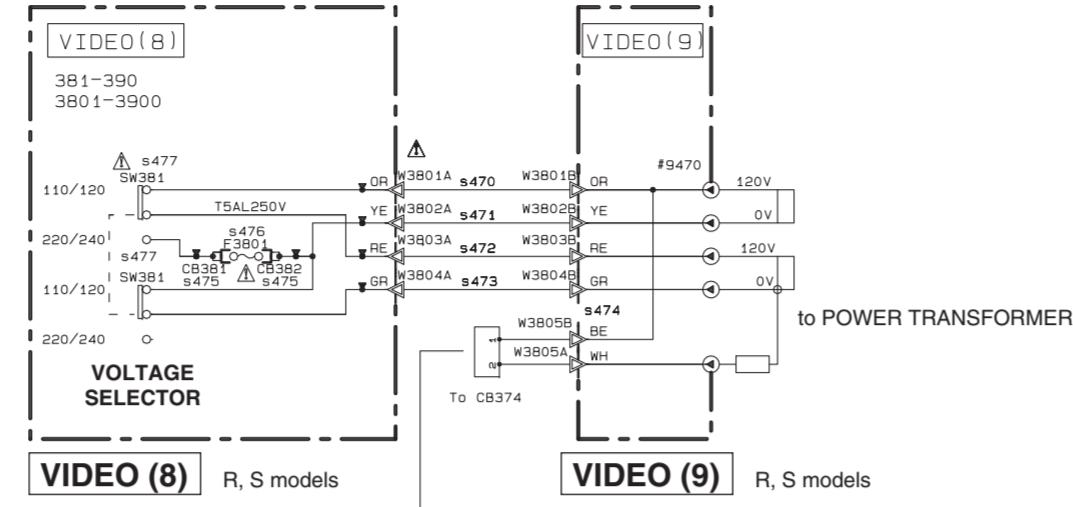 VIDEO(8)
381-390
3801-3900
s477
SW381
110/120
T5AL250V
220/240
s476
F3801
s477
CB381
CB382
s475
s475
SW381
110/120
220/240
VOLTAGE
SELECTOR
OR W3801A s470 W3801B OR
YE W3802A s471 W3802B YE
RE W3803A s472 W3803B RE
GR W3804A s473 W3804B GR
s474
W3805B BE
W3805A WH
1
2
To CB374
VIDEO(9)
#9470
120V
0V
120V
0V
to POWER TRANSFORMER
VIDEO (8) R, S models
VIDEO (9) R, S models